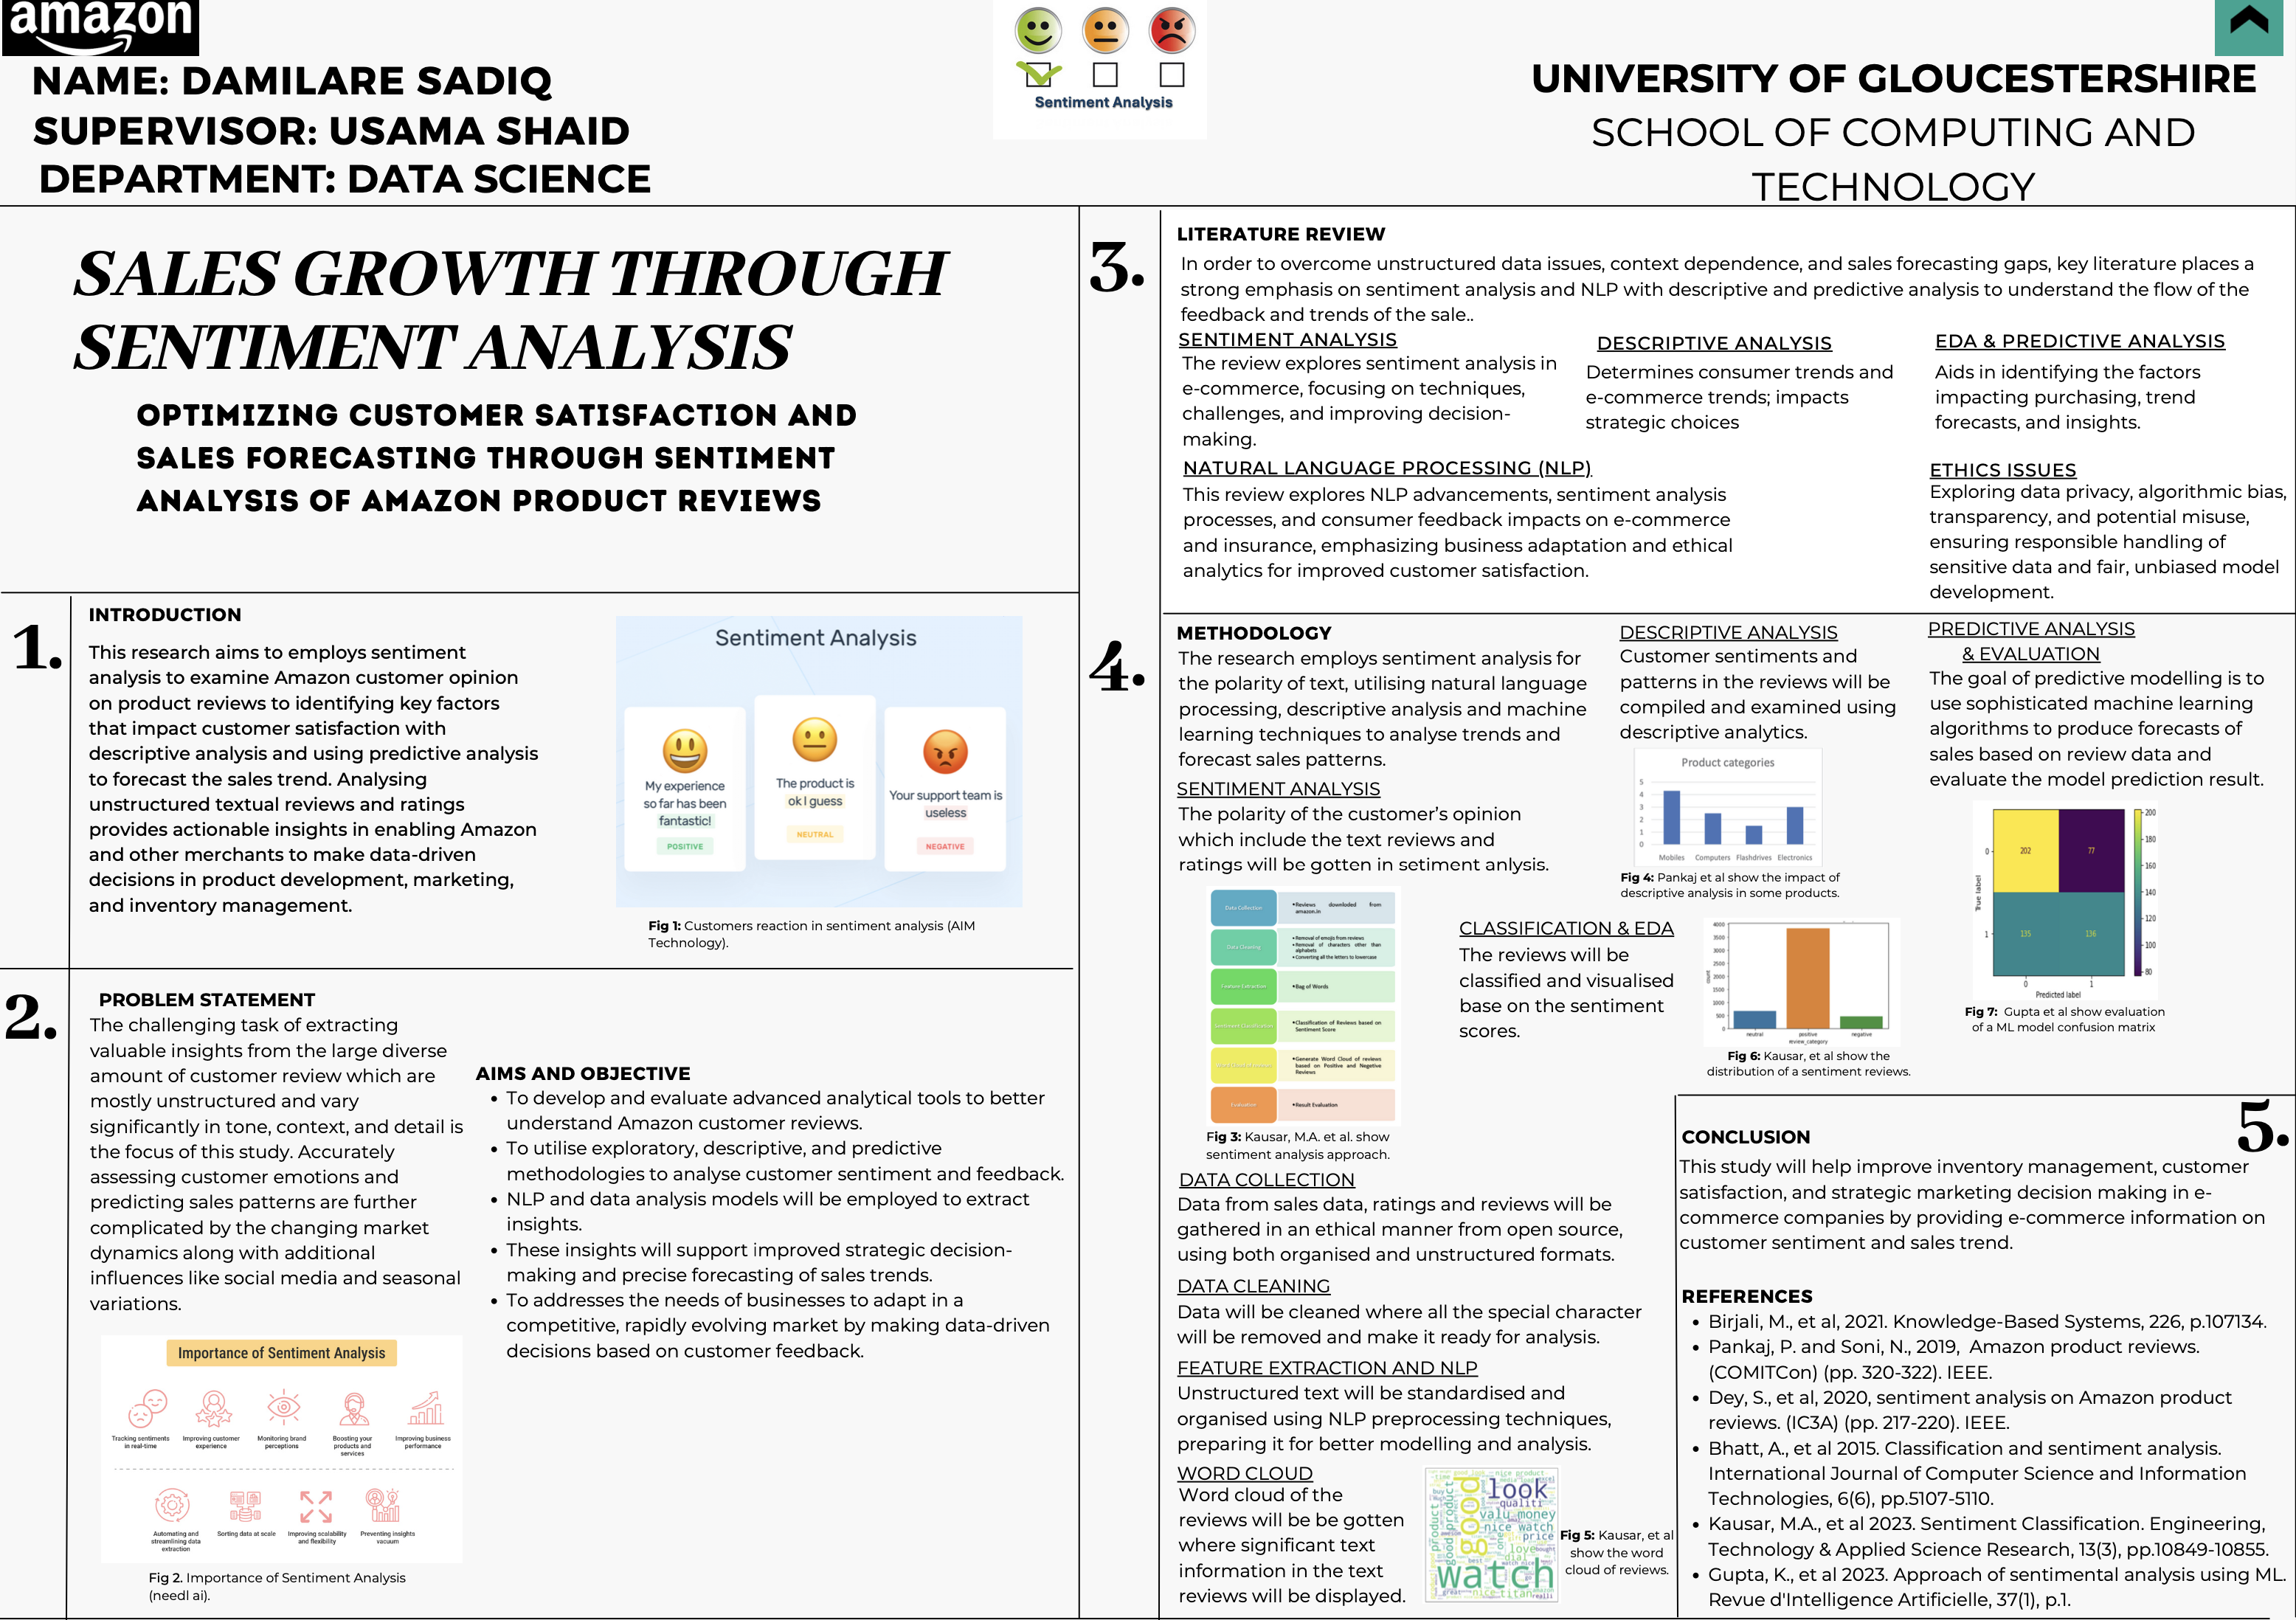 amazon
NAME: DAMILARE SADIQ
SUPERVISOR: USAMA SHAID
DEPARTMENT: DATA SCIENCE
Sentiment Analysis
UNIVERSITY OF GLOUCESTERSHIRE
SCHOOL OF COMPUTING AND
TECHNOLOGY
SALES GROWTH THROUGH
SENTIMENT ANALYSIS
OPTIMIZING CUSTOMER SATISFACTION AND
SALES FORECASTING THROUGH SENTIMENT
ANALYSIS OF AMAZON PRODUCT REVIEWS
1.
INTRODUCTION
This research aims to employs sentiment
analysis to examine Amazon customer opinion
on product reviews to identifying key factors
that impact customer satisfaction with
descriptive analysis and using predictive analysis
to forecast the sales trend. Analysing
unstructured textual reviews and ratings
provides actionable insights in enabling Amazon
and other merchants to make data-driven
decisions in product development, marketing,
and inventory management.
Sentiment Analysis
My experience
so far has been
fantastic!
POSITIVE
The product is
ok I guess
NEUTRAL
Your support team is
useless
NEGATIVE
Fig 1: Customers reaction in sentiment analysis (AIM
Technology).
2.
PROBLEM STATEMENT
The challenging task of extracting
valuable insights from the large diverse
amount of customer review which are
mostly unstructured and vary
significantly in tone, context, and detail is
the focus of this study. Accurately
assessing customer emotions and
predicting sales patterns are further
complicated by the changing market
dynamics along with additional
influences like social media and seasonal
variations.
Importance of Sentiment Analysis
Tracking sentiments
in real-time
Improving customer
experience
Monitoring brand
perceptions
Boosting your
products and
services
Improving business
performance
Automating and
streamlining data
extraction
Sorting data at scale
Improving scalability
and flexibility
Preventing insights
vacuum
Fig 2. Importance of Sentiment Analysis
(needl ai).
AIMS AND OBJECTIVE
• To develop and evaluate advanced analytical tools to better
understand Amazon customer reviews.
• To utilise exploratory, descriptive, and predictive
methodologies to analyse customer sentiment and feedback.
• NLP and data analysis models will be employed to extract
insights.
• These insights will support improved strategic decision-
making and precise forecasting of sales trends.
• To addresses the needs of businesses to adapt in a
competitive, rapidly evolving market by making data-driven
decisions based on customer feedback.
3.
LITERATURE REVIEW
In order to overcome unstructured data issues, context dependence, and sales forecasting gaps, key literature places a
strong emphasis on sentiment analysis and NLP with descriptive and predictive analysis to understand the flow of the
feedback and trends of the sale..
SENTIMENT ANALYSIS
The review explores sentiment analysis in
e-commerce, focusing on techniques,
challenges, and improving decision-
making.
DESCRIPTIVE ANALYSIS
Determines consumer trends and
e-commerce trends; impacts
strategic choices
EDA & PREDICTIVE ANALYSIS
Aids in identifying the factors
impacting purchasing, trend
forecasts, and insights.
NATURAL LANGUAGE PROCESSING (NLP)
This review explores NLP advancements, sentiment analysis
processes, and consumer feedback impacts on e-commerce
and insurance, emphasizing business adaptation and ethical
analytics for improved customer satisfaction.
ETHICS ISSUES
Exploring data privacy, algorithmic bias,
transparency, and potential misuse,
ensuring responsible handling of
sensitive data and fair, unbiased model
development.
4.
METHODOLOGY
The research employs sentiment analysis for
the polarity of text, utilising natural language
processing, descriptive analysis and machine
learning techniques to analyse trends and
forecast sales patterns.
SENTIMENT ANALYSIS
The polarity of the customer's opinion
which include the text reviews and
ratings will be gotten in setiment anlysis.
Data Collection
•Reviews downloded from
amazon.in
Data Cleaning
•Removal of emojis from reviews
•Removal of characters other than
alphabets
•Converting all the letters to lowercase
Feature Extraction
•Bag of Words
Sentiment Classification
•Classification of Reviews based on
Sentiment Score
•Generate Word Cloud of reviews
based on Positive and Negative
Reviews
Evaluation
•Result Evaluation
Fig 3: Kausar, M.A. et al. show
sentiment analysis approach.
DESCRIPTIVE ANALYSIS
Customer sentiments and
patterns in the reviews will be
compiled and examined using
descriptive analytics.
Product categories
5
4
3
2
1
0
Mobiles Computers Flashdrives Electronics
Fig 4: Pankaj et al show the impact of
descriptive analysis in some products.
CLASSIFICATION & EDA
The reviews will be
classified and visualised
base on the sentiment
scores.
4000
3500
3000
2500
2000
1500
1000
500
0
count
neutral positive negative
review_category
Fig 6: Kausar, et al show the
distribution of a sentiment reviews.
PREDICTIVE ANALYSIS
& EVALUATION
The goal of predictive modelling is to
use sophisticated machine learning
algorithms to produce forecasts of
sales based on review data and
evaluate the model prediction result.
True label
0
1
202 77
135 136
0 1
Predicted label
200
180
160
140
120
100
80
Fig 7: Gupta et al show evaluation
of a ML model confusion matrix
DATA COLLECTION
Data from sales data, ratings and reviews will be
gathered in an ethical manner from open source,
using both organised and unstructured formats.
DATA CLEANING
Data will be cleaned where all the special character
will be removed and make it ready for analysis.
FEATURE EXTRACTION AND NLP
Unstructured text will be standardised and
organised using NLP preprocessing techniques,
preparing it for better modelling and analysis.
WORD CLOUD
Word cloud of the
reviews will be be gotten
where significant text
information in the text
reviews will be displayed.
nice product
look
qualiti
valu money
nice watch
price
good
product
good product
love
dial
watch
nice titan
Fig 5: Kausar, et al
show the word
cloud of reviews.
5.
CONCLUSION
This study will help improve inventory management, customer
satisfaction, and strategic marketing decision making in e-
commerce companies by providing e-commerce information on
customer sentiment and sales trend.
REFERENCES
• Birjali, M., et al, 2021. Knowledge-Based Systems, 226, p.107134.
• Pankaj, P. and Soni, N., 2019, Amazon product reviews.
(COMITCon) (pp. 320-322). IEEE.
• Dey, S., et al, 2020, sentiment analysis on Amazon product
reviews. (IC3A) (pp. 217-220). IEEE.
• Bhatt, A., et al 2015. Classification and sentiment analysis.
International Journal of Computer Science and Information
Technologies, 6(6), pp.5107-5110.
• Kausar, M.A., et al 2023. Sentiment Classification. Engineering,
Technology & Applied Science Research, 13(3), pp.10849-10855.
• Gupta, K., et al 2023. Approach of sentimental analysis using ML.
Revue d'Intelligence Artificielle, 37(1), p.1.